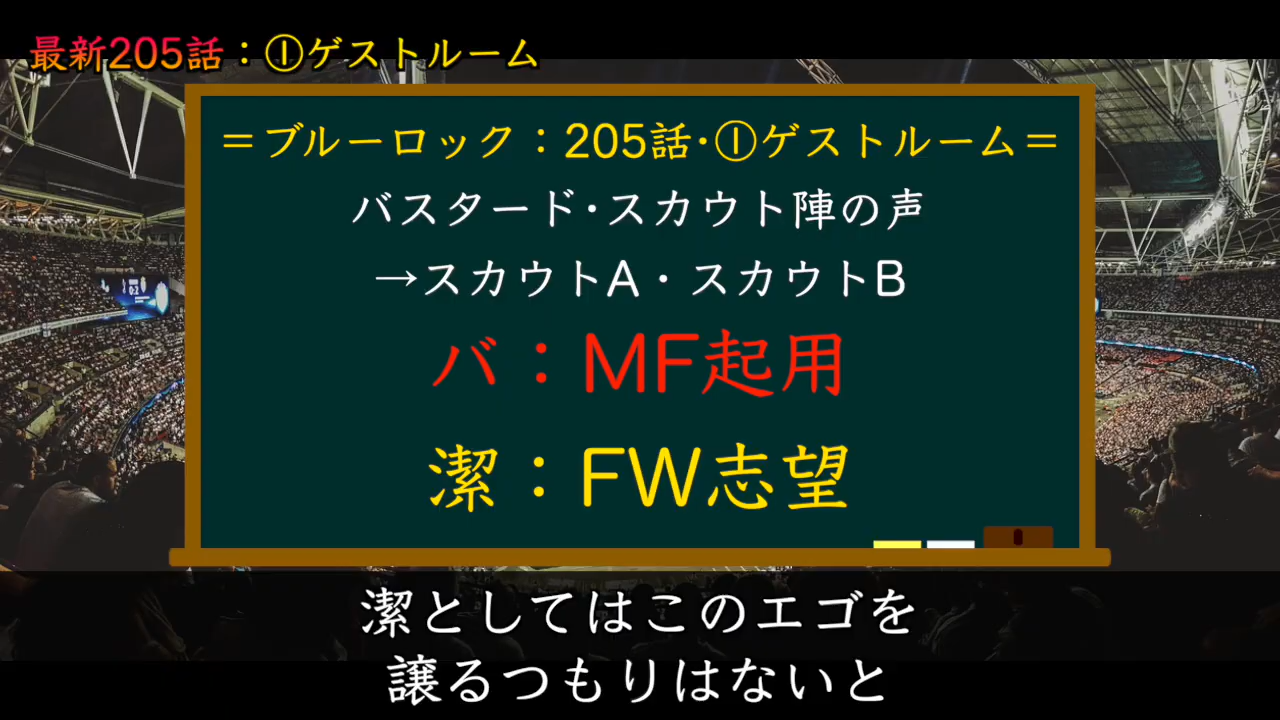 最新205話：①ゲストルーム
＝ブルーロック：205話･①ゲストルーム＝
バスタード･スカウト陣の声
→スカウトA・スカウトB
バ：MF起用
潔：FW志望
潔としてはこのエゴを
譲るつもりはないと